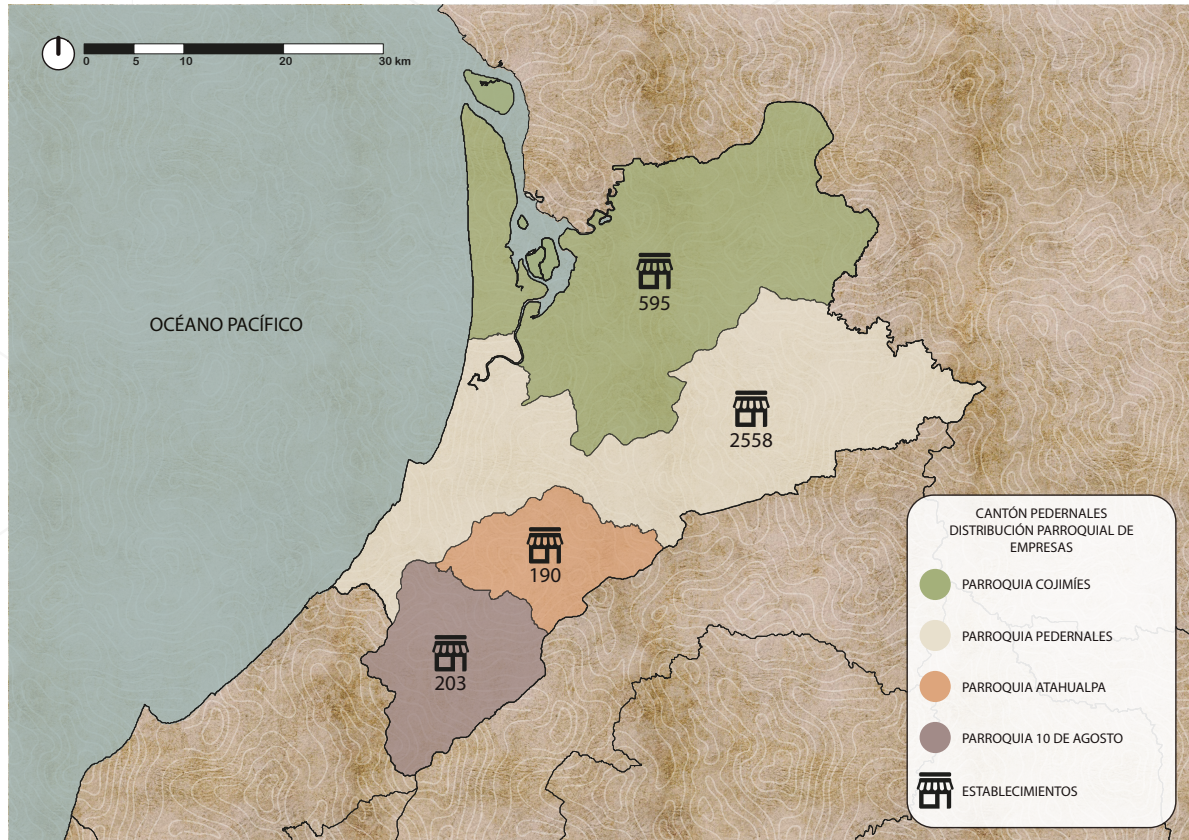 0 5 10 20 30 km
OCÉANO PACÍFICO
595
2558
190
203
CANTÓN PEDERNALES
DISTRIBUCIÓN PARROQUIAL DE
EMPRESAS
PARROQUIA COJIMÍES
PARROQUIA PEDERNALES
PARROQUIA ATAHUALPA
PARROQUIA 10 DE AGOSTO
ESTABLECIMIENTOS